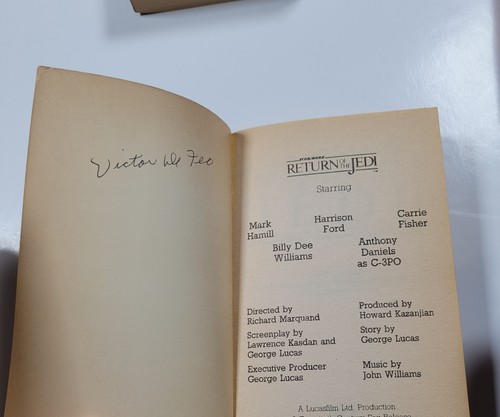 Victor De Feo
STAR WARS
RETURN OF THE JEDI
Starring
Mark Hamill
Harrison Ford
Carrie Fisher
Billy Dee Williams
Anthony Daniels as C-3PO
Directed by
Richard Marquand
Produced by
Howard Kazanjian
Screenplay by
Lawrence Kasdan and
George Lucas
Story by
George Lucas
Executive Producer
George Lucas
Music by
John Williams
A Lucasfilm Ltd. Production